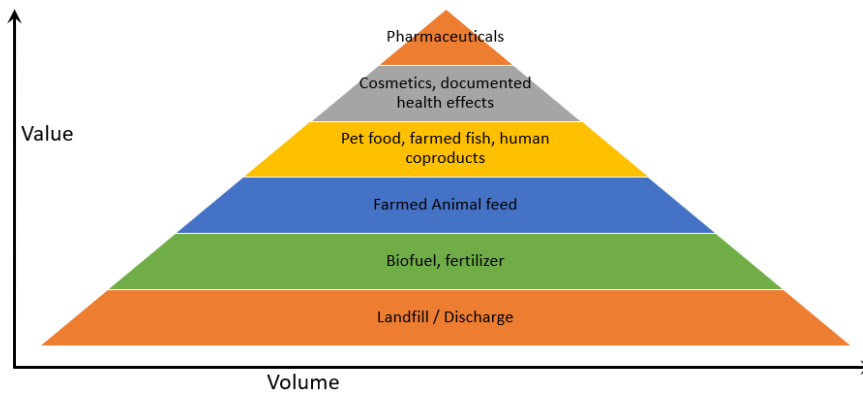 Pharmaceuticals
Cosmetics, documented
health effects
Value
Pet food, farmed fish, human
coproducts
Farmed Animal feed
Biofuel, fertilizer
Landfill / Discharge
Volume